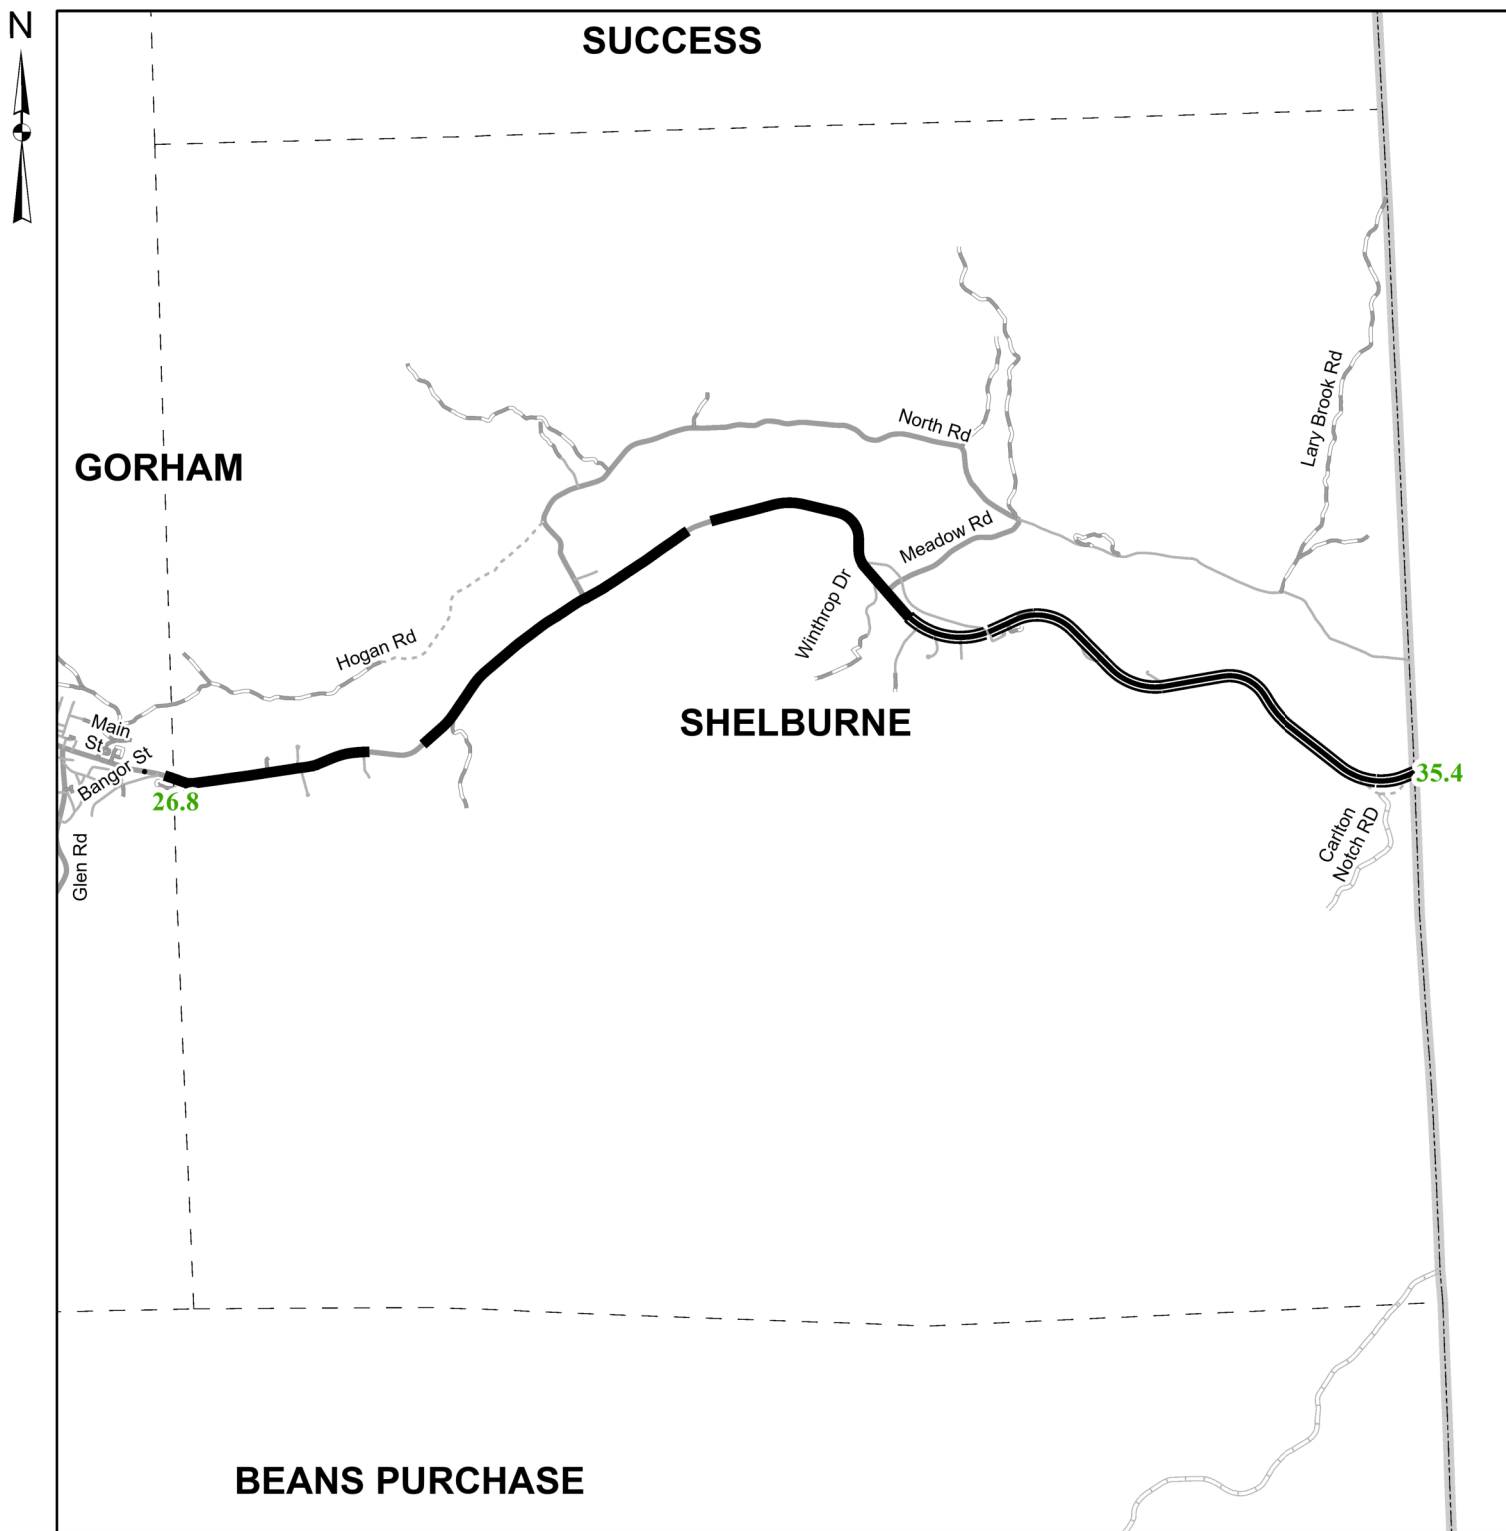 N
SUCCESS
GORHAM
North Rd
Lary Brook Rd
Meadow Rd
Winthrop Dr
Hogan Rd
SHELBURNE
Main
St
Bangor St
26.8
35.4
Glen Rd
Carlton
Notch RD
BEANS PURCHASE